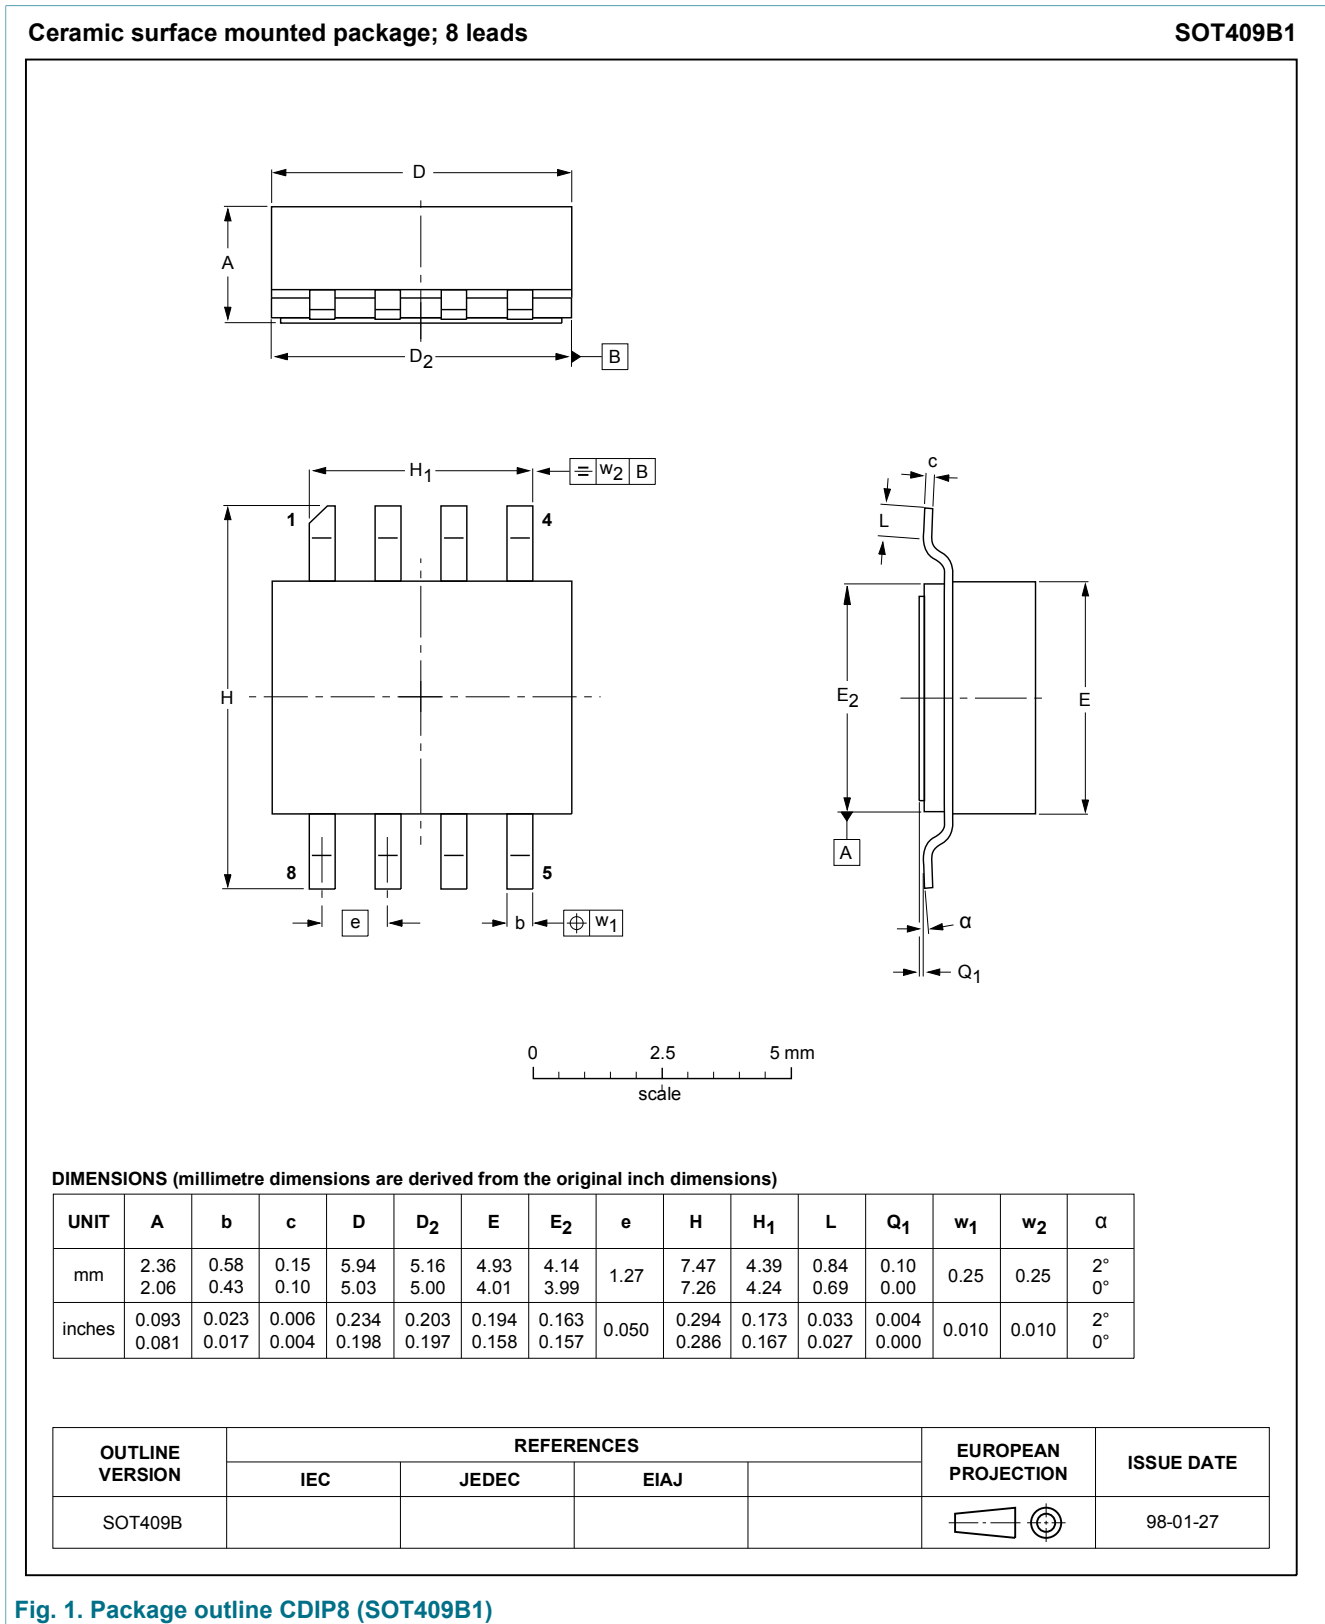 Ceramic surface mounted package; 8 leads SOT409B1
D
A
D2 B
H1 w2 B
1 4
H
8 5
e b w1
c
L
E2 E
A
α
Q1
0 2.5 5 mm
scale
DIMENSIONS (millimetre dimensions are derived from the original inch dimensions)
UNIT A b c D D2 E E2 e H H1 L Q1 w1 w2 α
mm 2.36 0.58 0.15 5.94 5.16 4.93 4.14 1.27 7.47 4.39 0.84 0.10 0.25 0.25 2°
2.06 0.43 0.10 5.03 5.00 4.01 3.99 7.26 4.24 0.69 0.00 0°
inches 0.093 0.023 0.006 0.234 0.203 0.194 0.163 0.050 0.294 0.173 0.033 0.004 0.010 0.010 2°
0.081 0.017 0.004 0.198 0.197 0.158 0.157 0.286 0.167 0.027 0.000 0°
OUTLINE VERSION REFERENCES EUROPEAN PROJECTION ISSUE DATE
IEC JEDEC EIAJ
SOT409B 98-01-27
Fig. 1. Package outline CDIP8 (SOT409B1)